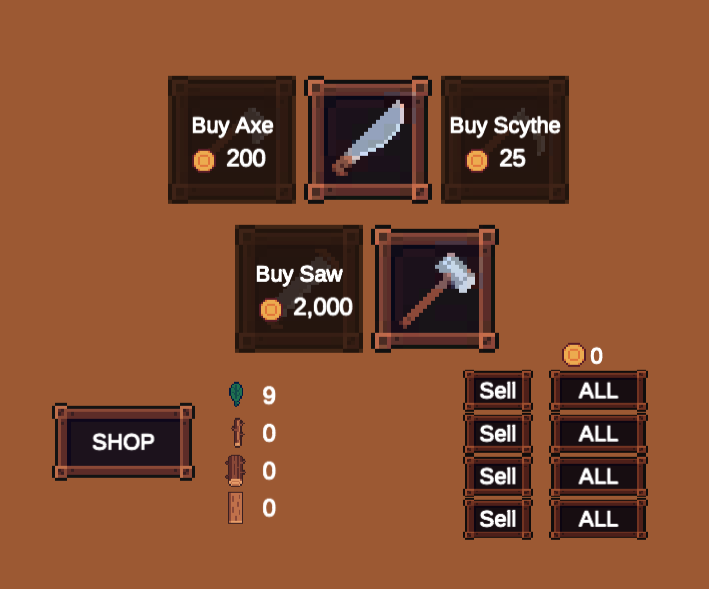 Buy Axe
200
Buy Scythe
25
Buy Saw
2,000
0
SHOP
9
0
0
0
Sell ALL
Sell ALL
Sell ALL
Sell ALL